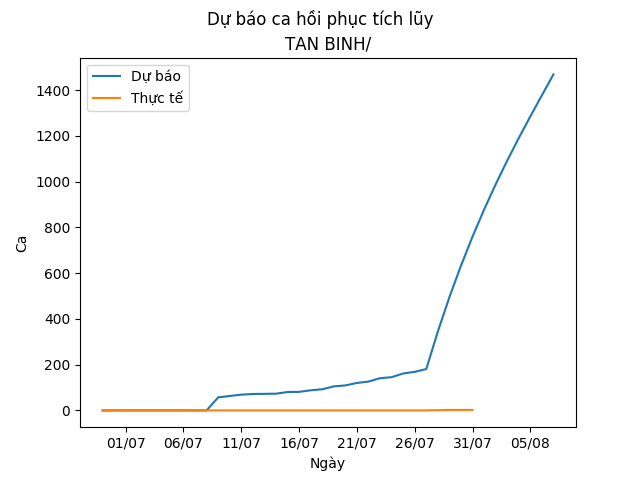 Dự báo ca hồi phục tích lũy
TAN BINH/
Dự báo
Thực tế
1400
1200
1000
800
600
400
200
0
Ca
01/07 06/07 11/07 16/07 21/07 26/07 31/07 05/08
Ngày